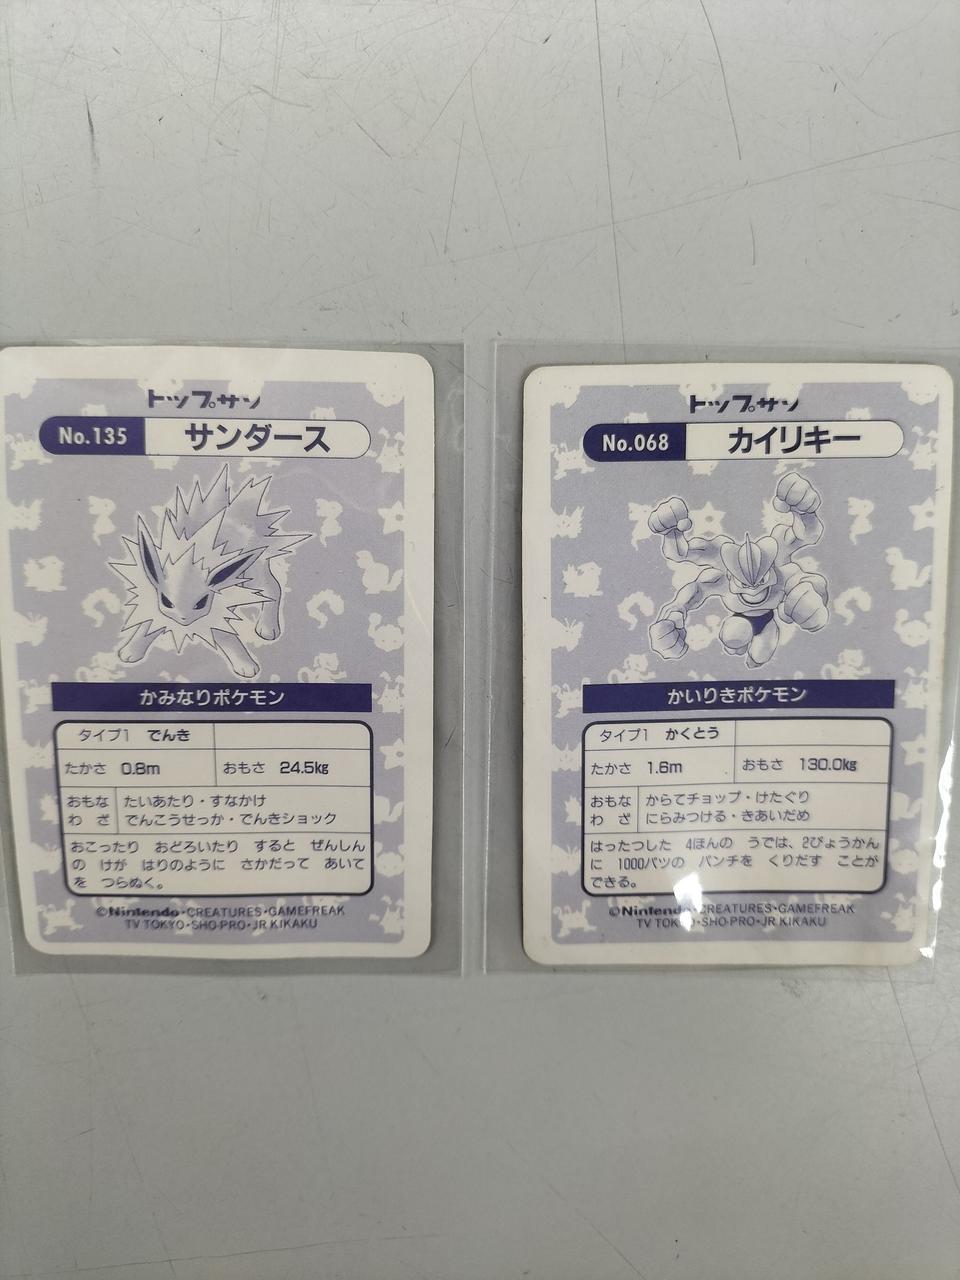 トップサン
No.135 サンダース
かみなりポケモン
タイプ1 でんき
たかさ 0.8m おもさ 24.5kg
おもな たいあたり・すなかけ
わ ざ でんこうせっか・でんきショック
おこったり おどろいたり すると ぜんしん
の けが はりのように さかだって あいて
を つらぬく。
©Nintendo・CREATURES・GAMEFREAK
TV TOKYO・SHO-PRO・JR KIKAKU
トップサン
No.068 カイリキー
かいりきポケモン
タイプ1 かくとう
たかさ 1.6m おもさ 130.0kg
おもな からてチョップ・けたぐり
わ ざ にらみつける・きあいだめ
はったつした 4ほんの うでは、2びょうかん
に 1000パツの パンチを くりだす ことが
できる。
©Nintendo・CREATURES・GAMEFREAK
TV TOKYO・SHO-PRO・JR KIKAKU